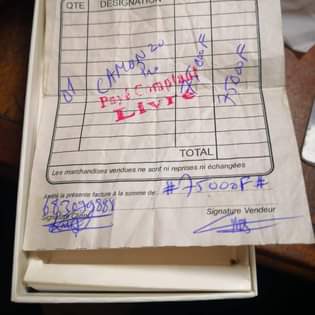 QTE DESIGNATION
01 CAMON 20 75000F
Payé Comptant
Livré
TOTAL
Les marchandises vendues ne sont ni reprises ni échangées
la présente facture à la somme de: #75000F#
Signature Vendeur